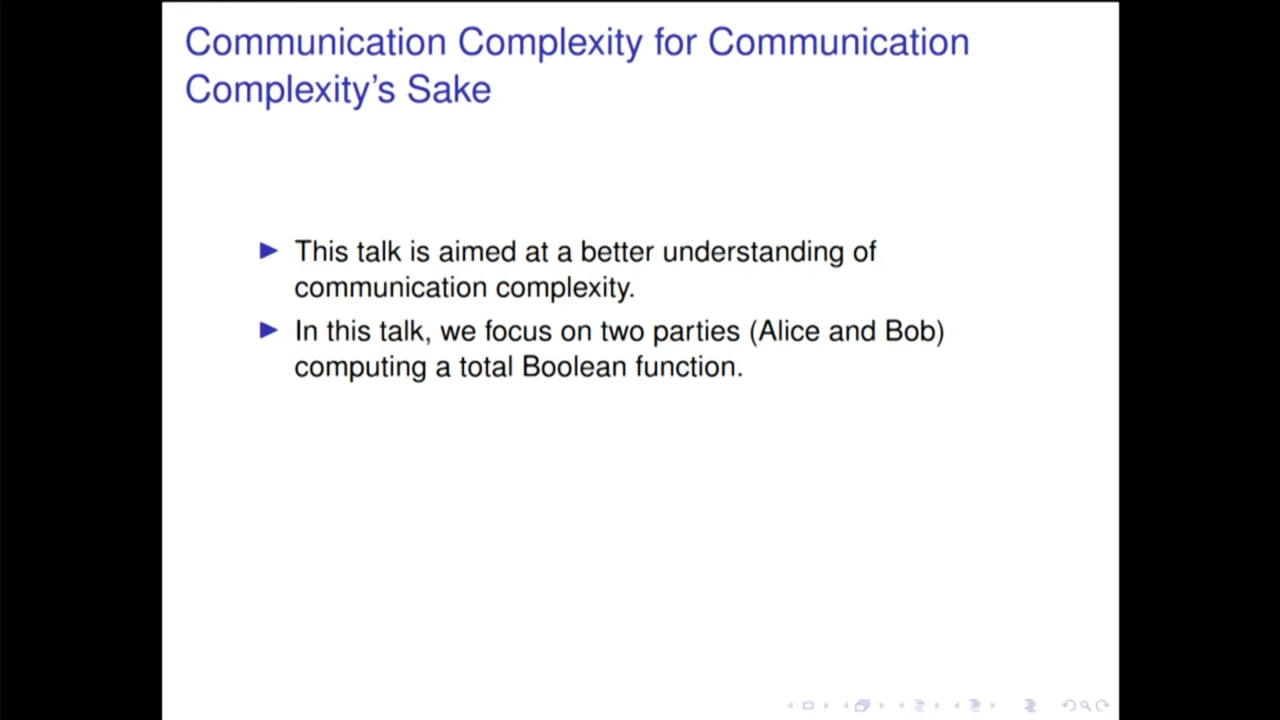 Communication Complexity for Communication
Complexity's Sake
This talk is aimed at a better understanding of
communication complexity.
In this talk, we focus on two parties (Alice and Bob)
computing a total Boolean function.